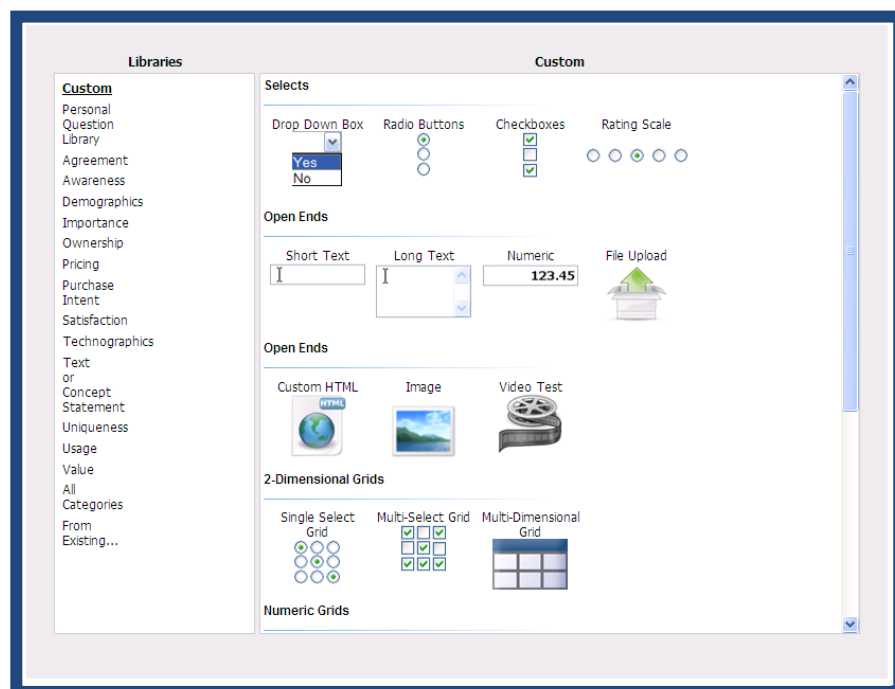 Libraries
Custom
Custom
Personal
Question
Library
Agreement
Awareness
Demographics
Importance
Ownership
Pricing
Purchase
Intent
Satisfaction
Technographics
Text
or
Concept
Statement
Uniqueness
Usage
Value
All
Categories
From
Existing...
Selects
Drop Down Box Radio Buttons Checkboxes Rating Scale
Yes
No
Open Ends
Short Text Long Text Numeric File Upload
123.45
Open Ends
Custom HTML Image Video Test
HTML
2-Dimensional Grids
Single Select Multi-Select Grid Multi-Dimensional
Grid Grid
Numeric Grids